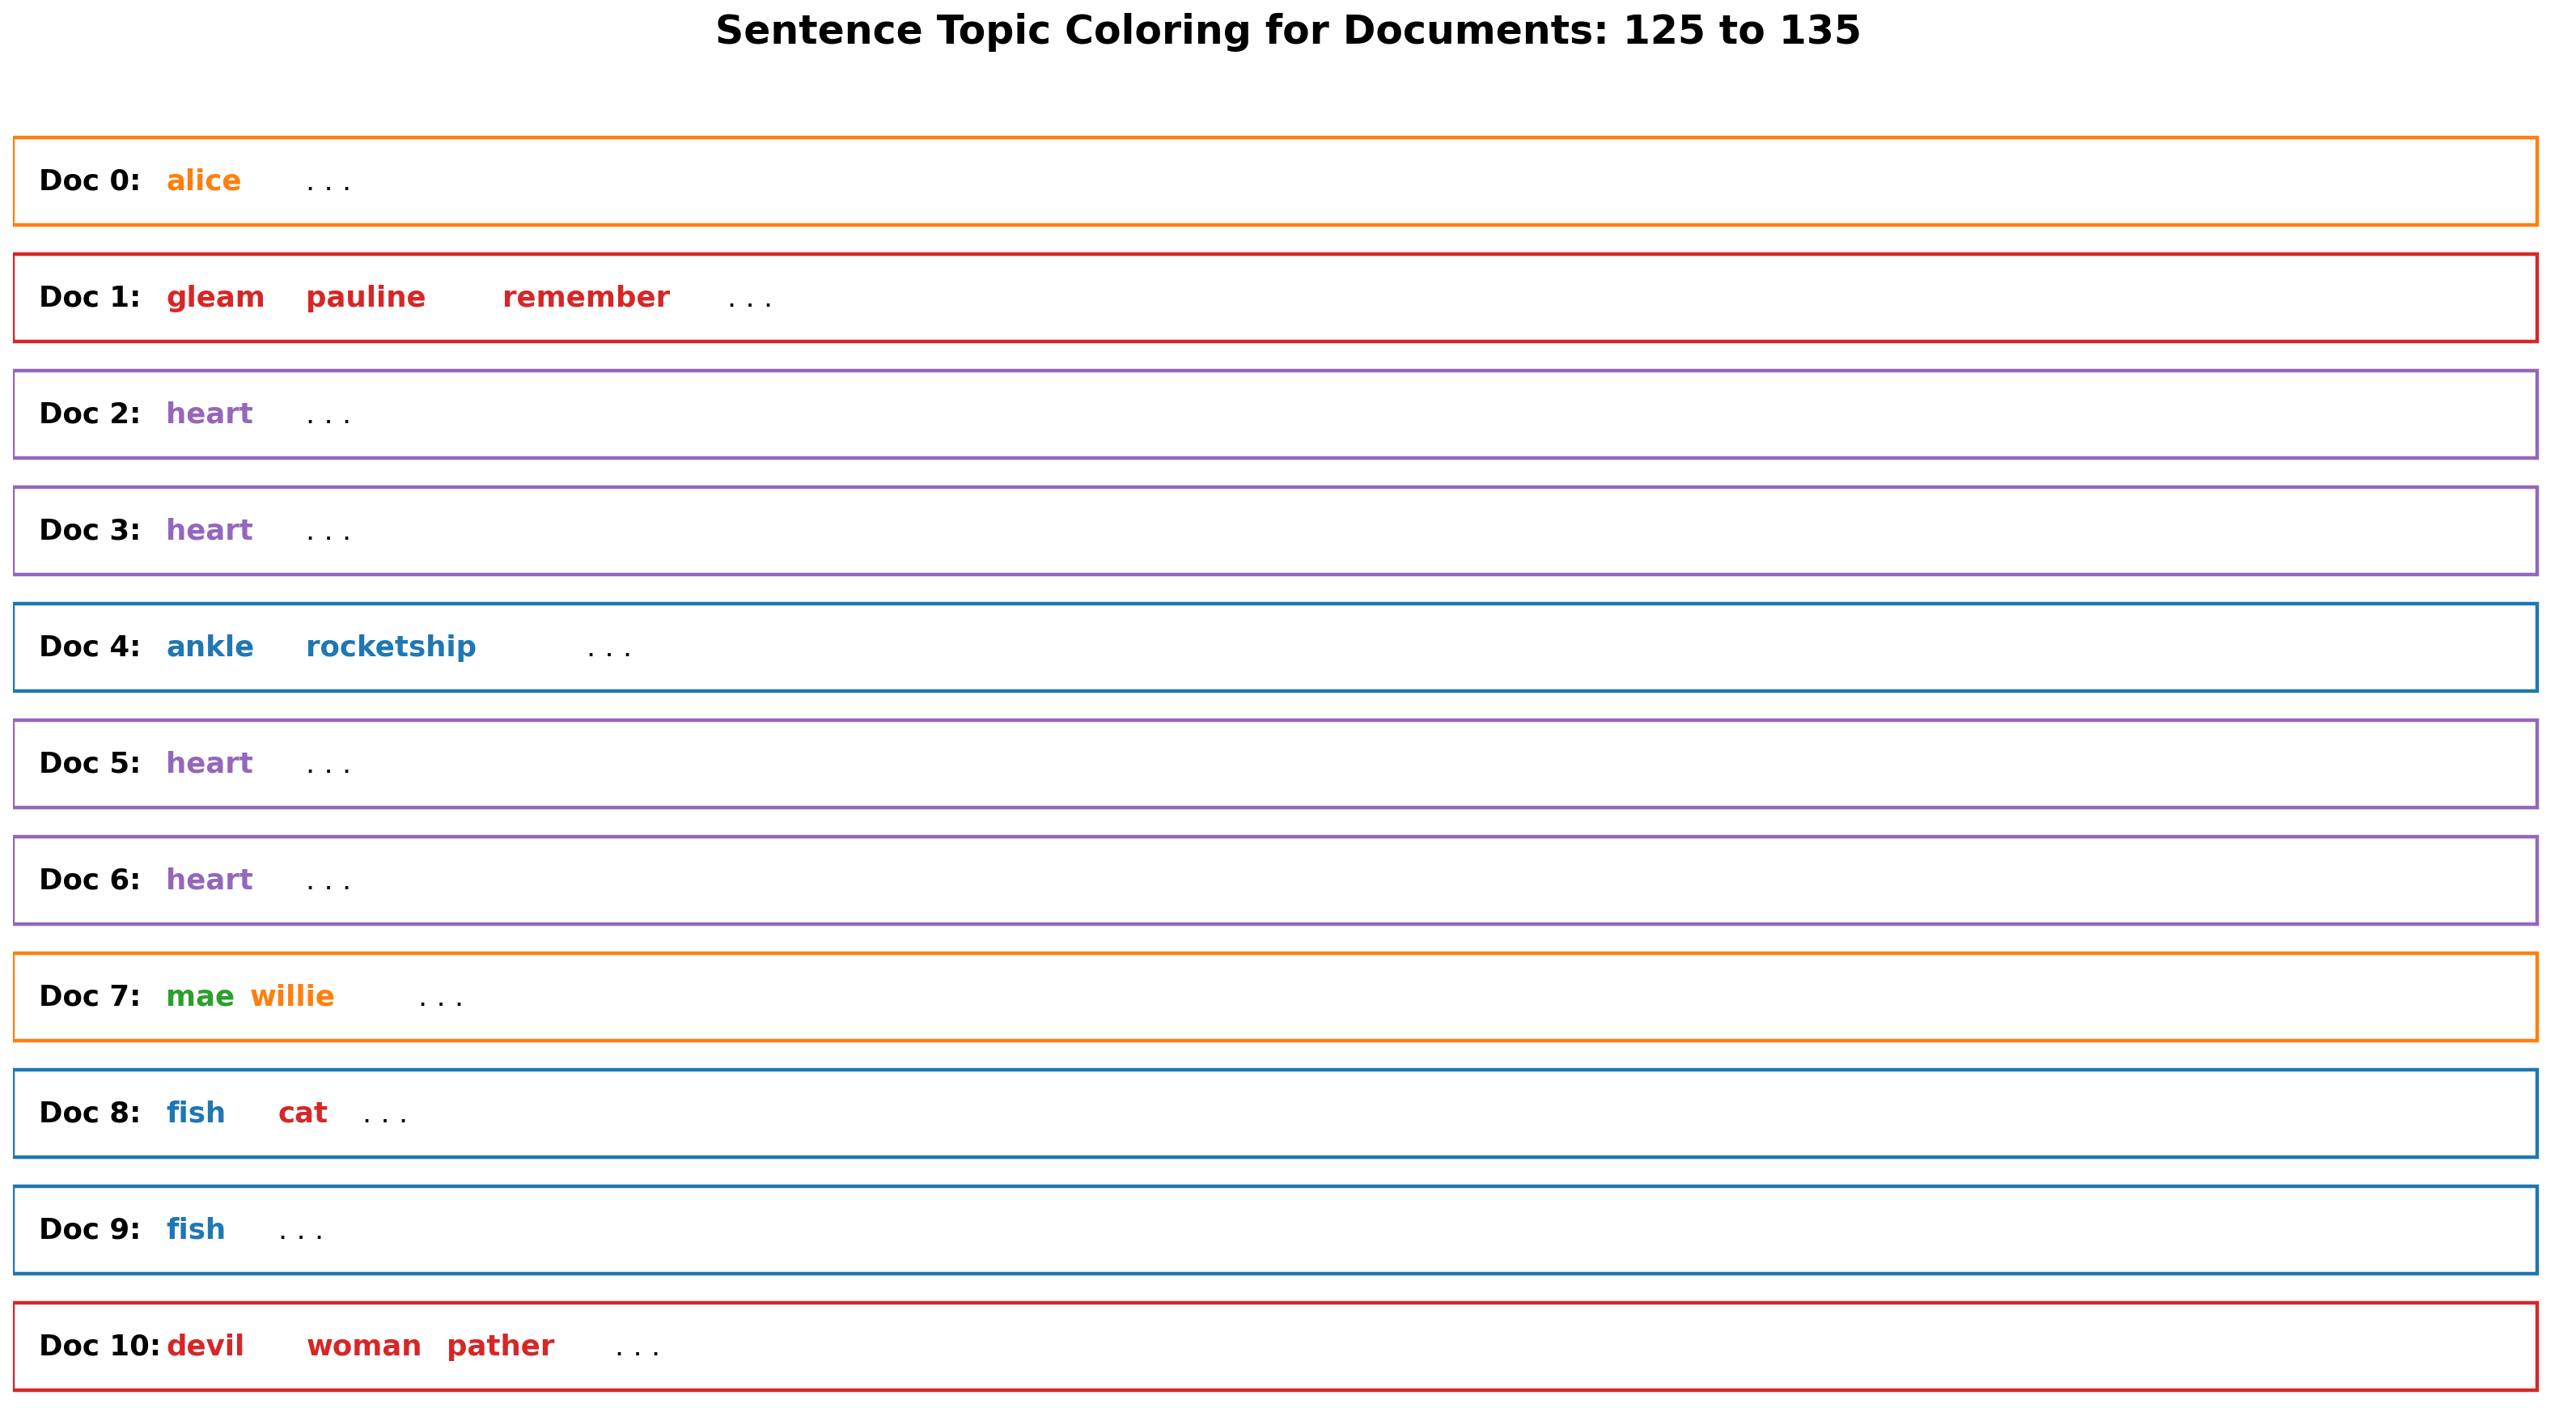 Sentence Topic Coloring for Documents: 125 to 135
Doc 0: alice . . .
Doc 1: gleam pauline remember . . .
Doc 2: heart . . .
Doc 3: heart . . .
Doc 4: ankle rocketship . . .
Doc 5: heart . . .
Doc 6: heart . . .
Doc 7: mae willie . . .
Doc 8: fish cat . . .
Doc 9: fish . . .
Doc 10: devil woman pather . . .